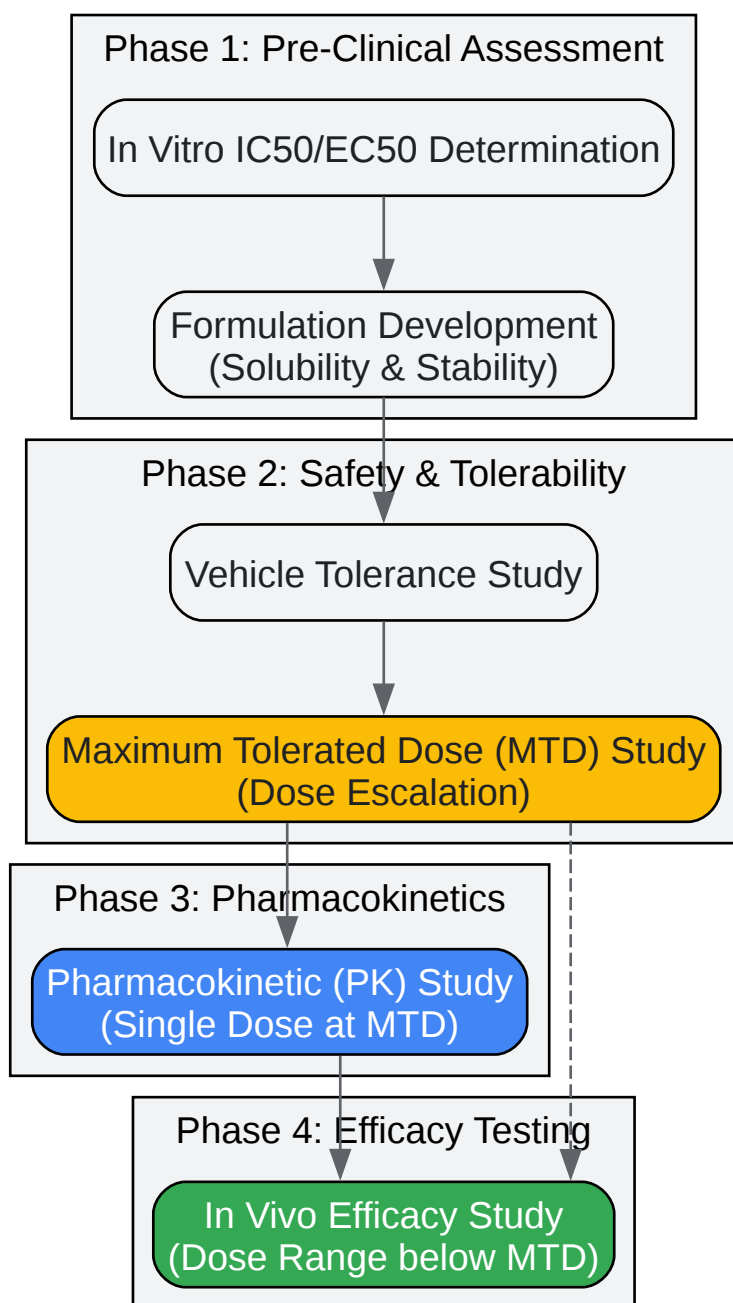 Phase 1: Pre-Clinical Assessment
In Vitro IC50/EC50 Determination
Formulation Development
(Solubility & Stability)
Phase 2: Safety & Tolerability
Vehicle Tolerance Study
Maximum Tolerated Dose (MTD) Study
(Dose Escalation)
Phase 3: Pharmacokinetics
Pharmacokinetic (PK) Study
(Single Dose at MTD)
Phase 4: Efficacy Testing
In Vivo Efficacy Study
(Dose Range below MTD)